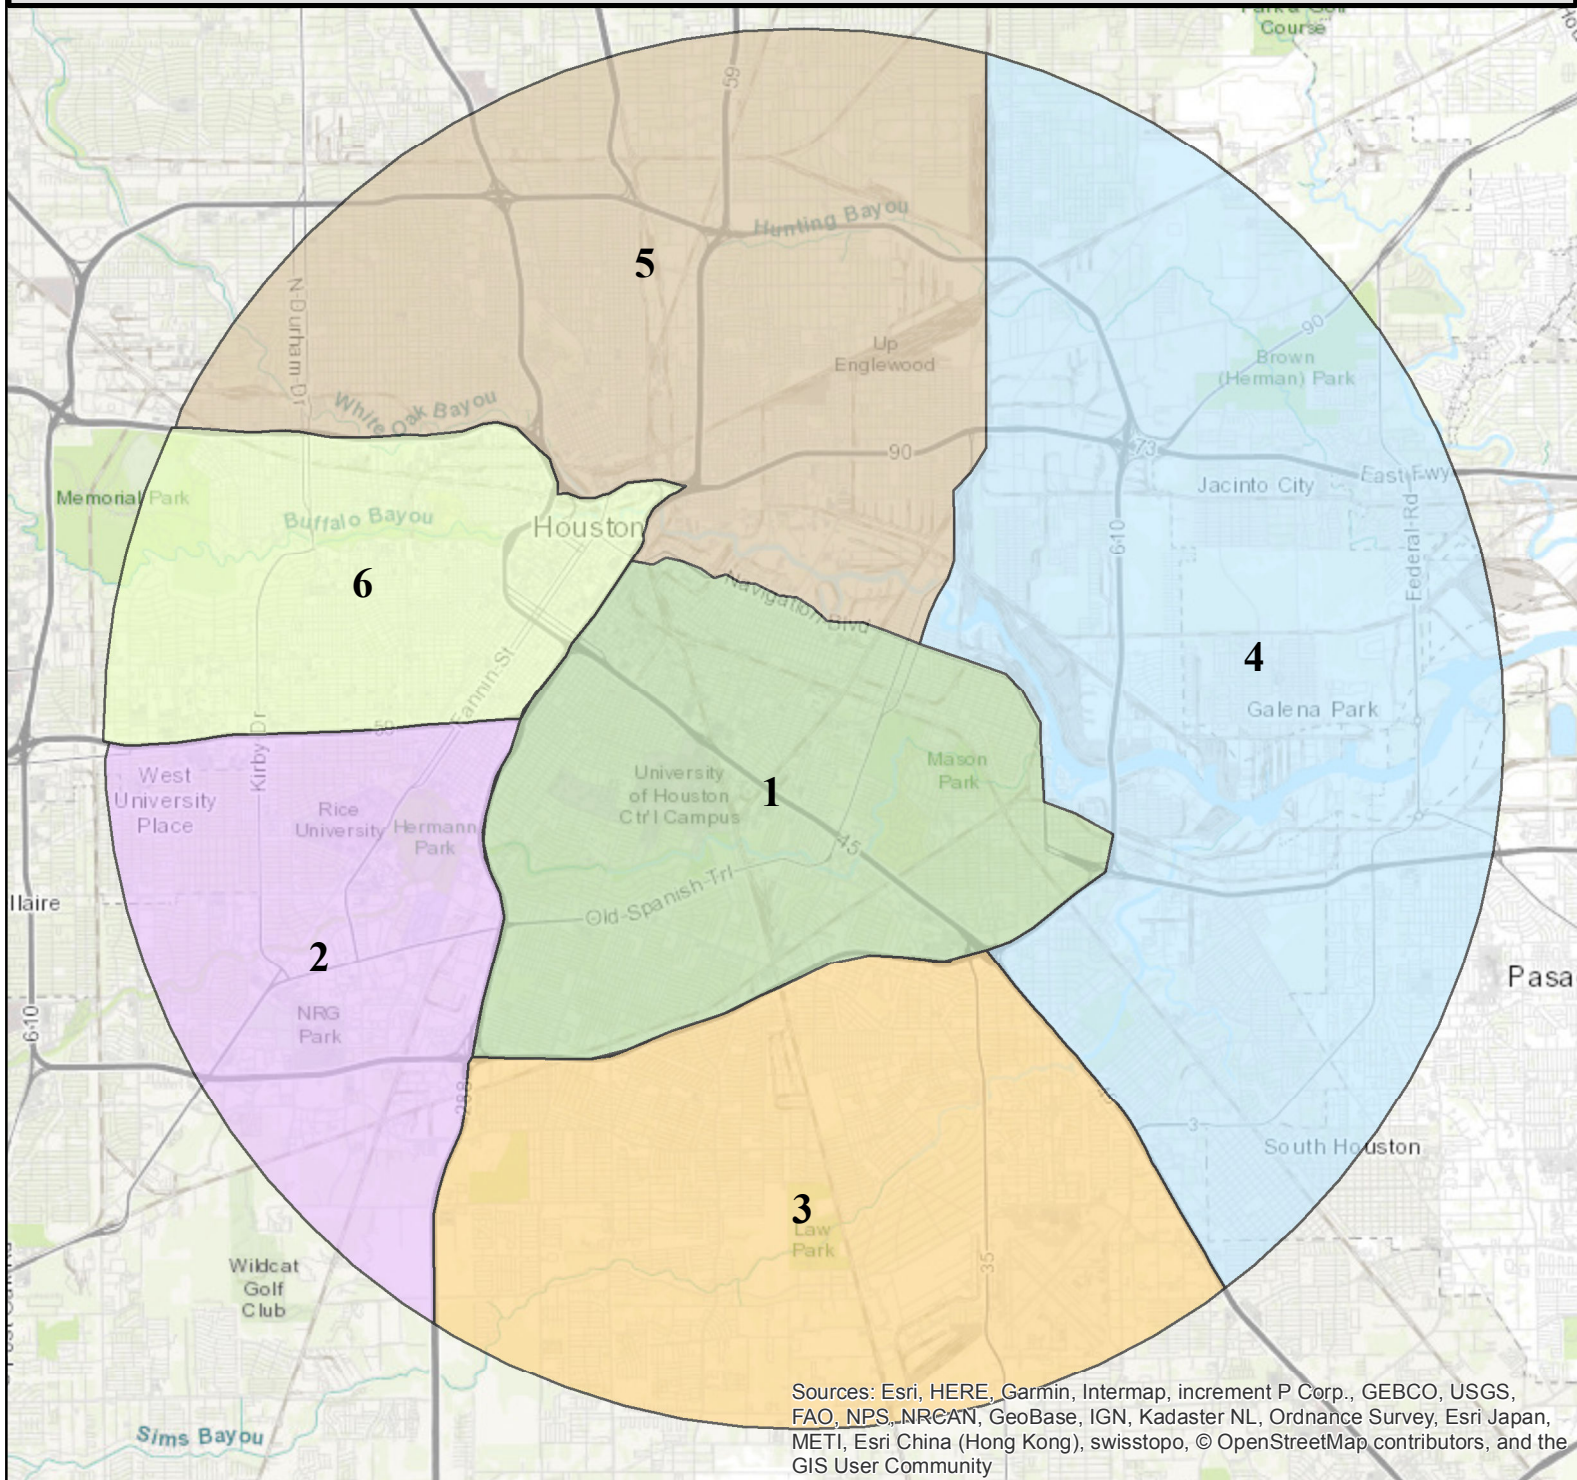 Course
59
Hunting Bayou
5
N-Durham-Dr
Up
Englewood
90
Brown
(Herman) Park
White Oak Bayou
90
73
East-Fwy
Jacinto City
Memorial Park
Buffalo Bayou
Houston
610
Federal-Rd
6
Navigation Blvd
4
Fannin-St
Galena Park
59
Kirby Dr
West
University
Place
University
of Houston
Ctr'l Campus
1
Mason
Park
Rice
University
Hermann
Park
45
Old-Spanish-Trl
llaire
2
Pasa
NRG
Park
610
288
45
3
South Houston
3
Law
Park
35
Wildcat
Golf
Club
Sims Bayou
Sources: Esri, HERE, Garmin, Intermap, increment P Corp., GEBCO, USGS,
FAO, NPS, NRCAN, GeoBase, IGN, Kadaster NL, Ordnance Survey, Esri Japan,
METI, Esri China (Hong Kong), swisstopo, © OpenStreetMap contributors, and the
GIS User Community